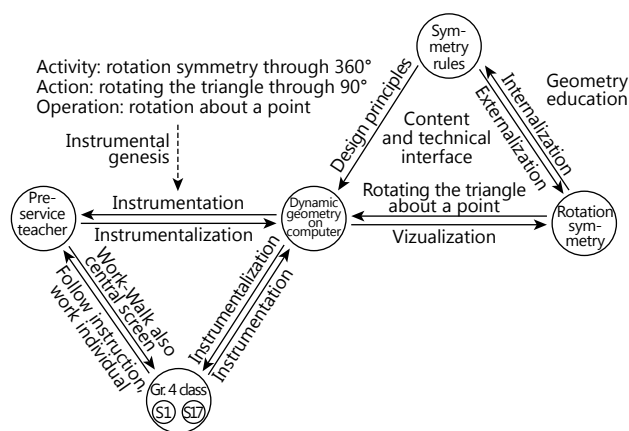 Sym-
metry
rules
Activity: rotation symmetry through 360°
Action: rotating the triangle through 90°
Operation: rotation about a point
Geometry
education
Design principles
Internalization
Externalization
Content
and technical
interface
Instrumental
genesis
Pre-
service
teacher
Instrumentation
Instrumentalization
Dynamic
geometry
on
computer
Rotating the triangle
about a point
Vizualization
Rotation
sym-
metry
Work-Walk also
central screen
Follow instruction,
work individual
Instrumentalization
Instrumentation
Gr. 4 class
S1 S17